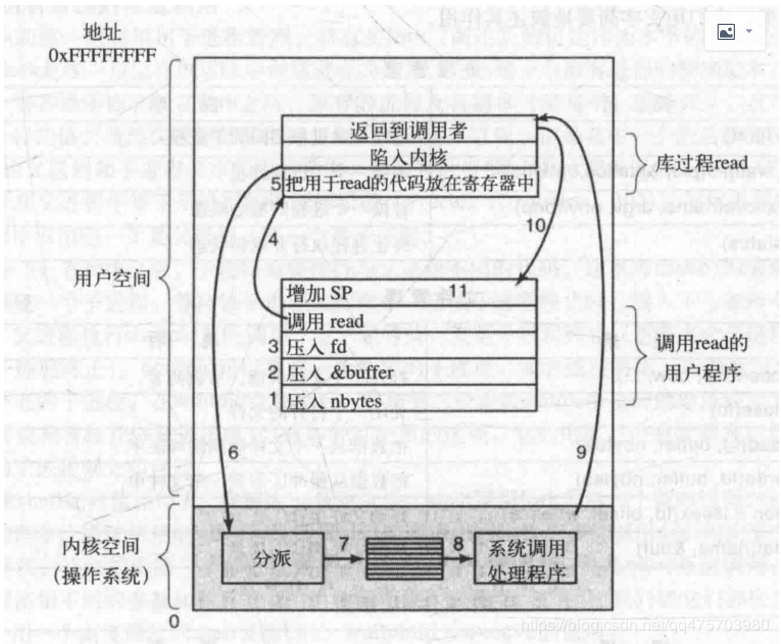 地址
0xFFFFFFFF
返回到调用者
陷入内核
5 把用于read的代码放在寄存器中
库过程read
4
10
用户空间
增加 SP 11
调用 read
3 压入 fd
2 压入 &buffer
1 压入 nbytes
调用read的
用户程序
6
9
内核空间
(操作系统)
分派
7
8
系统调用
处理程序
0
https://blog.csdn.net/qq475703980